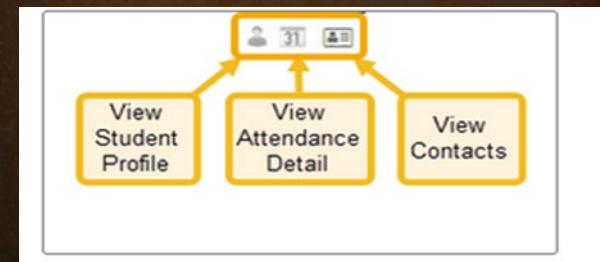 31
View
Student
Profile
View
Attendance
Detail
View
Contacts